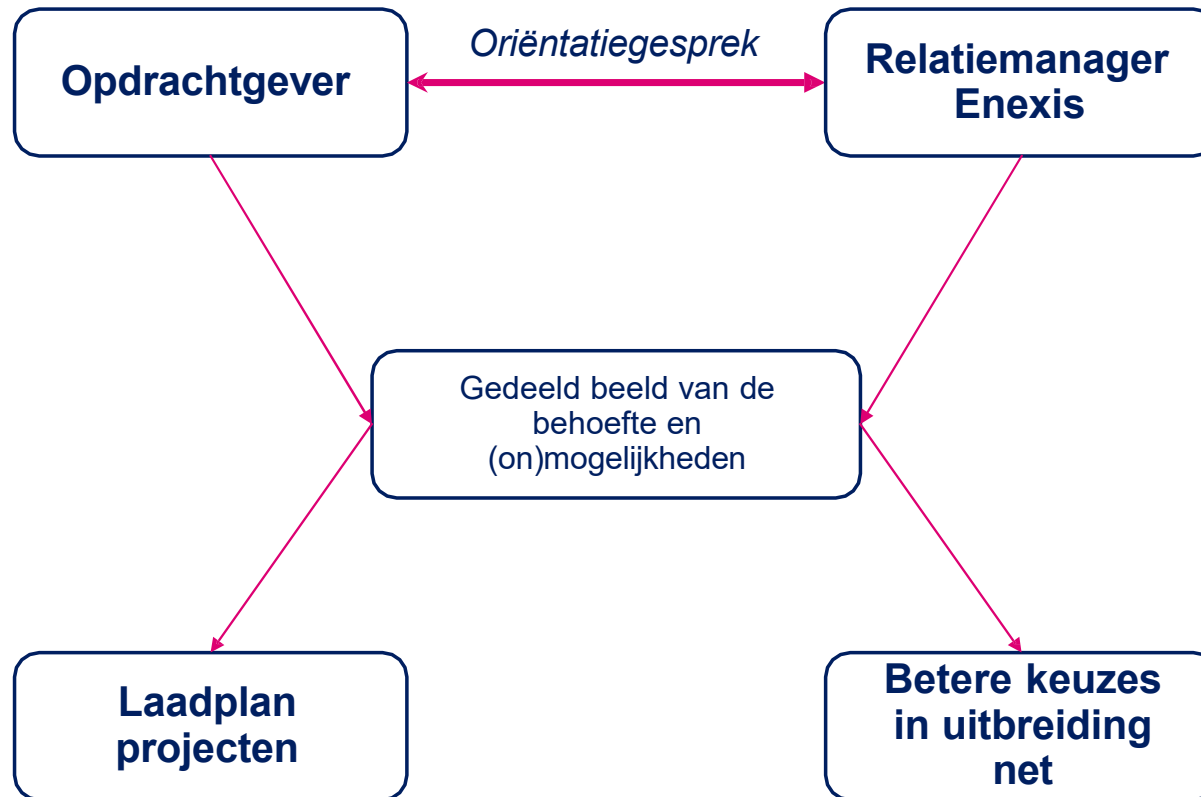 Opdrachtgever
Oriëntatiegesprek
Relatiemanager
Enexis
Gedeeld beeld van de
behoefte en
(on)mogelijkheden
Laadplan
projecten
Betere keuzes
in uitbreiding
net